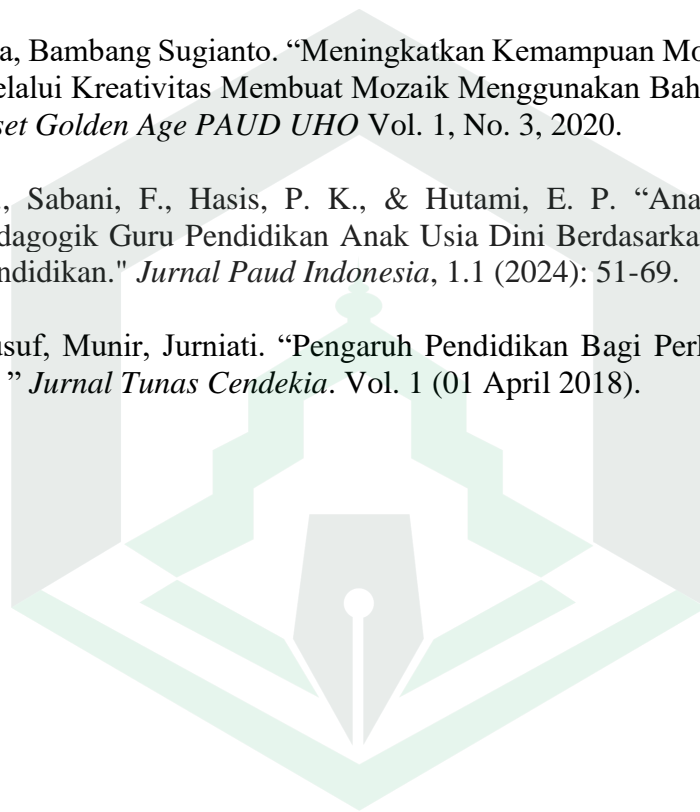 a, Bambang Sugianto. “Meningkatkan Kemampuan Mo
elalui Kreativitas Membuat Mozaik Menggunakan Bah
set Golden Age PAUD UHO Vol. 1, No. 3, 2020.
., Sabani, F., Hasis, P. K., & Hutami, E. P. “Ana
dagogik Guru Pendidikan Anak Usia Dini Berdasarka
ndidikan." Jurnal Paud Indonesia, 1.1 (2024): 51-69.
usuf, Munir, Jurniati. “Pengaruh Pendidikan Bagi Perl
.” Jurnal Tunas Cendekia. Vol. 1 (01 April 2018).